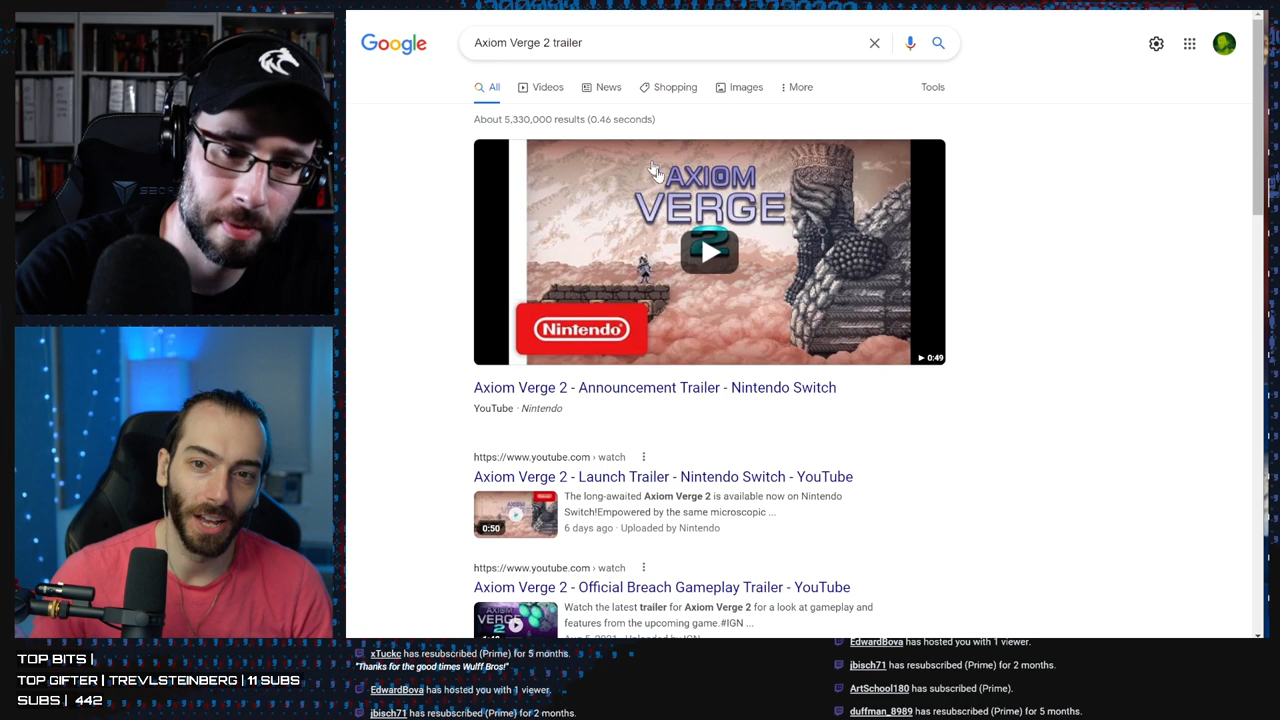 Google
Axiom Verge 2 trailer
All
Videos
News
Shopping
Images
More
Tools
About 5,330,000 results (0.46 seconds)
AXIOM
VERGE
2
Nintendo
0:49
Axiom Verge 2 - Announcement Trailer - Nintendo Switch
YouTube · Nintendo
https://www.youtube.com › watch
Axiom Verge 2 - Launch Trailer - Nintendo Switch - YouTube
0:50
The long-awaited Axiom Verge 2 is available now on Nintendo
Switch!Empowered by the same microscopic ...
6 days ago · Uploaded by Nintendo
https://www.youtube.com › watch
Axiom Verge 2 - Official Breach Gameplay Trailer - YouTube
AXIOM
VERGE
2
Watch the latest trailer for Axiom Verge 2 for a look at gameplay and
features from the upcoming game.#IGN ...
TOP BITS |
TOP GIFTER | TREVLSTEINBERG | 11 SUBS
SUBS | 442
xTuckc has resubscribed (Prime) for 5 months.
"Thanks for the good times Wulff Bros!"
EdwardBova has hosted you with 1 viewer.
jbisch71 has resubscribed (Prime) for 2 months.
EdwardBova has hosted you with 1 viewer.
jbisch71 has resubscribed (Prime) for 2 months.
ArtSchool180 has subscribed (Prime).
duffman_8989 has resubscribed (Prime) for 5 months.